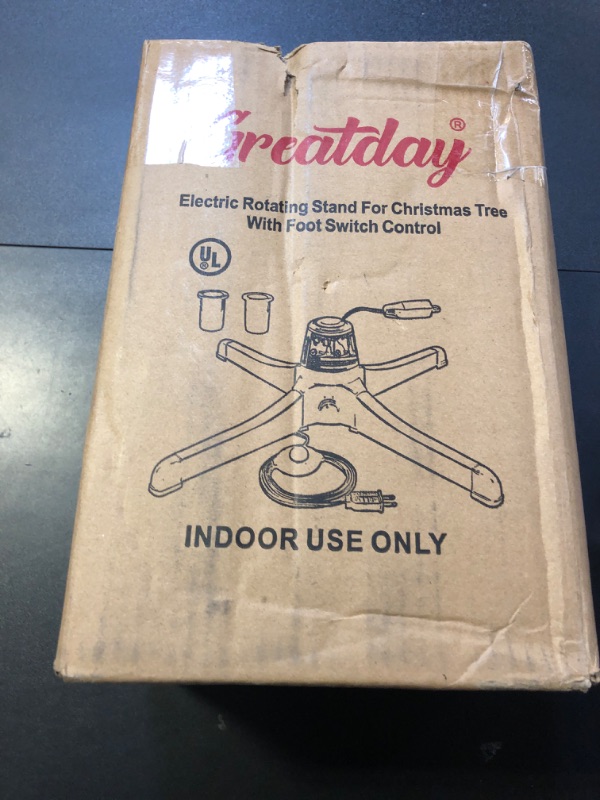 Greatday®
Electric Rotating Stand For Christmas Tree
With Foot Switch Control
UL
INDOOR USE ONLY